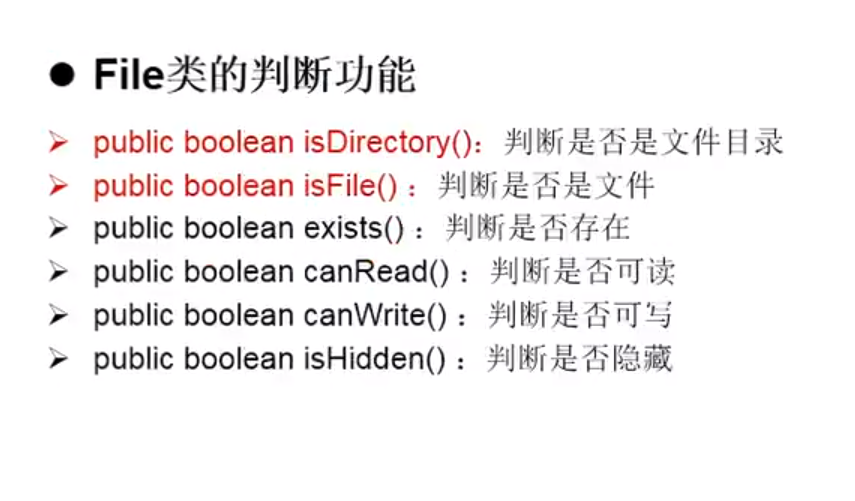 ● File类的判断功能
➢ public boolean isDirectory()：判断是否是文件目录
➢ public boolean isFile() ：判断是否是文件
➢ public boolean exists() ：判断是否存在
➢ public boolean canRead() ：判断是否可读
➢ public boolean canWrite() ：判断是否可写
➢ public boolean isHidden() ：判断是否隐藏